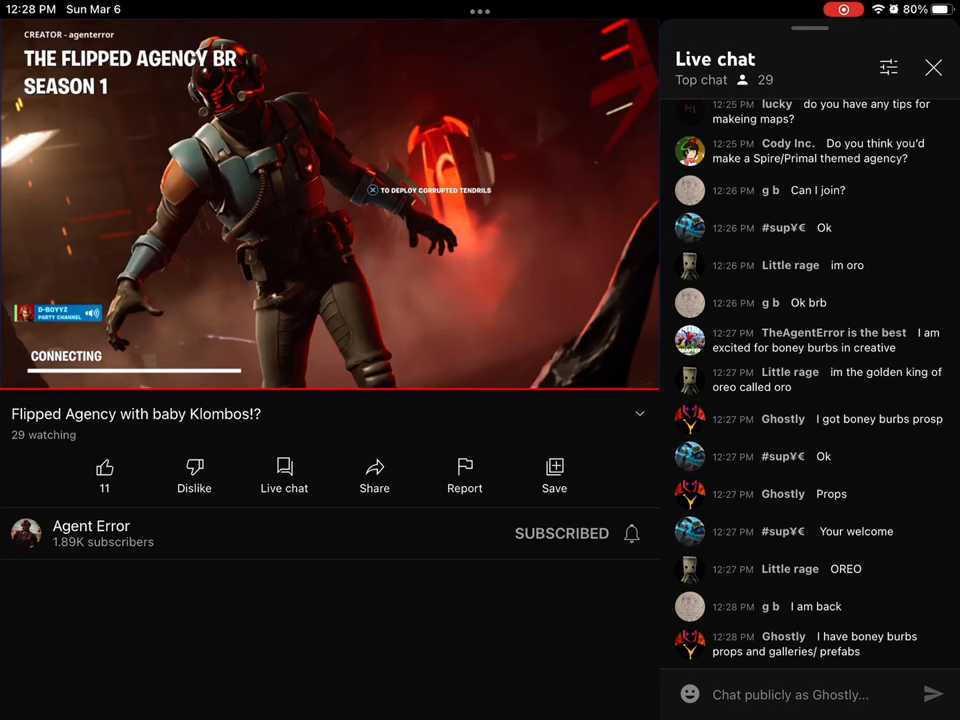 12:28 PM Sun Mar 6
80%
CREATOR - agenterror
THE FLIPPED AGENCY BR
SEASON 1
TO DEPLOY CORRUPTED TENDRILS
D-BOYYZ
PARTY CHANNEL
CONNECTING
Flipped Agency with baby Klombos!?
29 watching
11
Dislike
Live chat
Share
Report
Save
Agent Error
1.89K subscribers
SUBSCRIBED
Live chat
Top chat 29
12:25 PM lucky do you have any tips for
makeing maps?
12:25 PM Cody Inc. Do you think you'd
make a Spire/Primal themed agency?
12:26 PM g b Can I join?
12:26 PM #sup¥€ Ok
12:26 PM Little rage im oro
12:26 PM g b Ok brb
12:27 PM TheAgentError is the best I am
excited for boney burbs in creative
12:27 PM Little rage im the golden king of
oreo called oro
12:27 PM Ghostly I got boney burbs prosp
12:27 PM #sup¥€ Ok
12:27 PM Ghostly Props
12:27 PM #sup¥€ Your welcome
12:27 PM Little rage OREO
12:28 PM g b I am back
12:28 PM Ghostly I have boney burbs
props and galleries/ prefabs
Chat publicly as Ghostly...